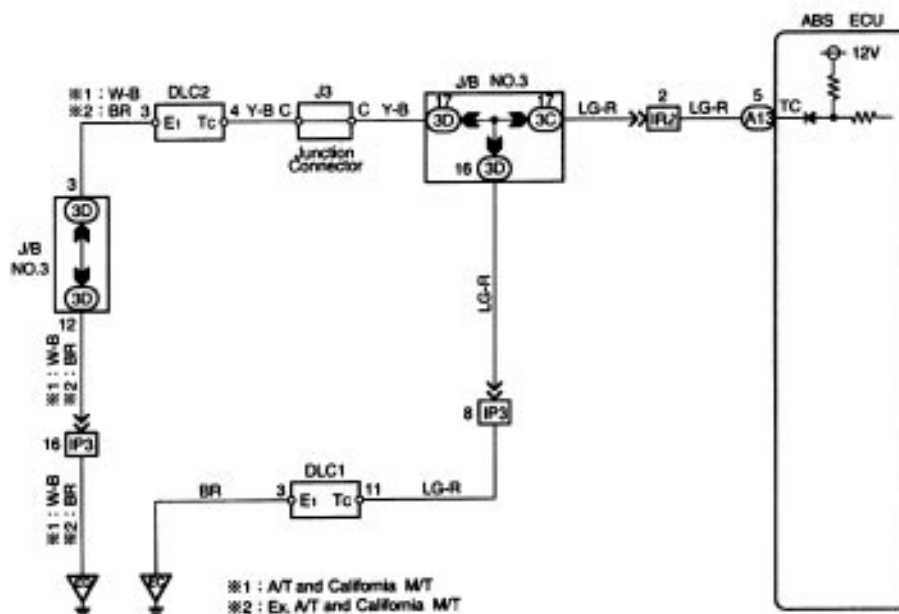 ABS ECU
12V
※1 : W-B
※2 : BR
3
DLC2
E1
Tc
4
Y-B
C
J3
C
Y-B
Junction
Connector
J/B NO.3
17
3D
17
3C
16
3D
LG-R
2
IR2
LG-R
5
A13
TC
3
3D
J/B
NO.3
3D
12
※1 : W-B
※2 : BR
16
IP3
※1 : W-B
※2 : BR
LG-R
8
IP3
DLC1
BR
3
E1
Tc
11
LG-R
EC
※1 : A/T and California M/T
※2 : Ex. A/T and California M/T